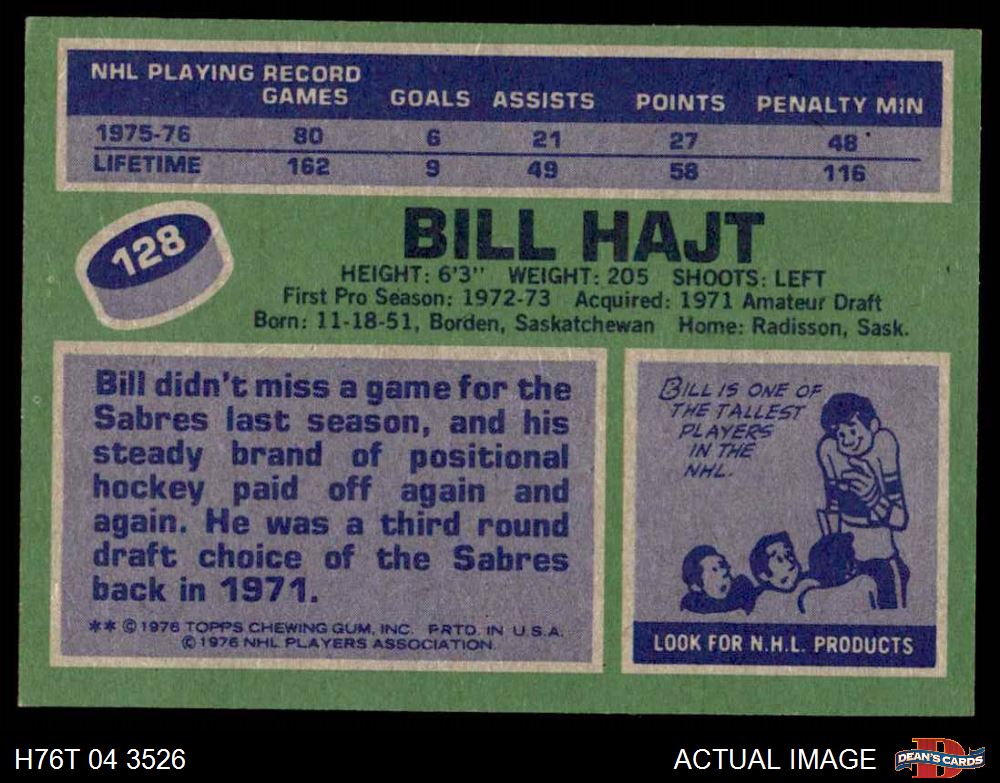 NHL PLAYING RECORD
GAMES GOALS ASSISTS POINTS PENALTY MIN
1975-76 80 6 21 27 48
LIFETIME 162 9 49 58 116
128
BILL HAJT
HEIGHT: 6'3" WEIGHT: 205 SHOOTS: LEFT
First Pro Season: 1972-73 Acquired: 1971 Amateur Draft
Born: 11-18-51, Borden, Saskatchewan Home: Radisson, Sask.
Bill didn't miss a game for the
Sabres last season, and his
steady brand of positional
hockey paid off again and
again. He was a third round
draft choice of the Sabres
back in 1971.
** © 1976 TOPPS CHEWING GUM, INC. PRTD. IN U.S.A.
© 1976 NHL PLAYERS ASSOCIATION
BILL IS ONE OF
THE TALLEST
PLAYERS
IN THE
NHL.
LOOK FOR N.H.L. PRODUCTS
H76T 04 3526
ACTUAL IMAGE
D
DEAN'S CARDS